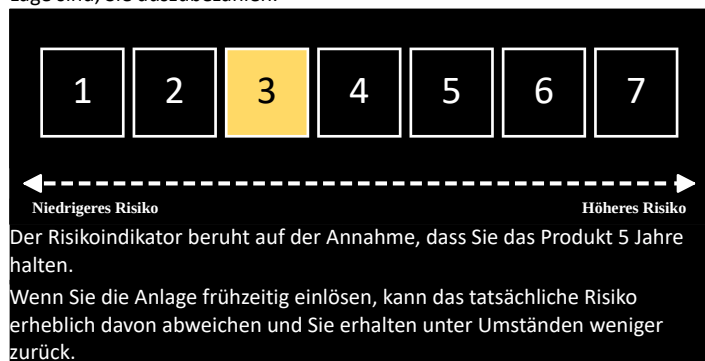 1 2 3 4 5 6 7
Niedrigeres Risiko Höheres Risiko
Der Risikoindikator beruht auf der Annahme, dass Sie das Produkt 5 Jahre
halten.
Wenn Sie die Anlage frühzeitig einlösen, kann das tatsächliche Risiko
erheblich davon abweichen und Sie erhalten unter Umständen weniger
zurück.